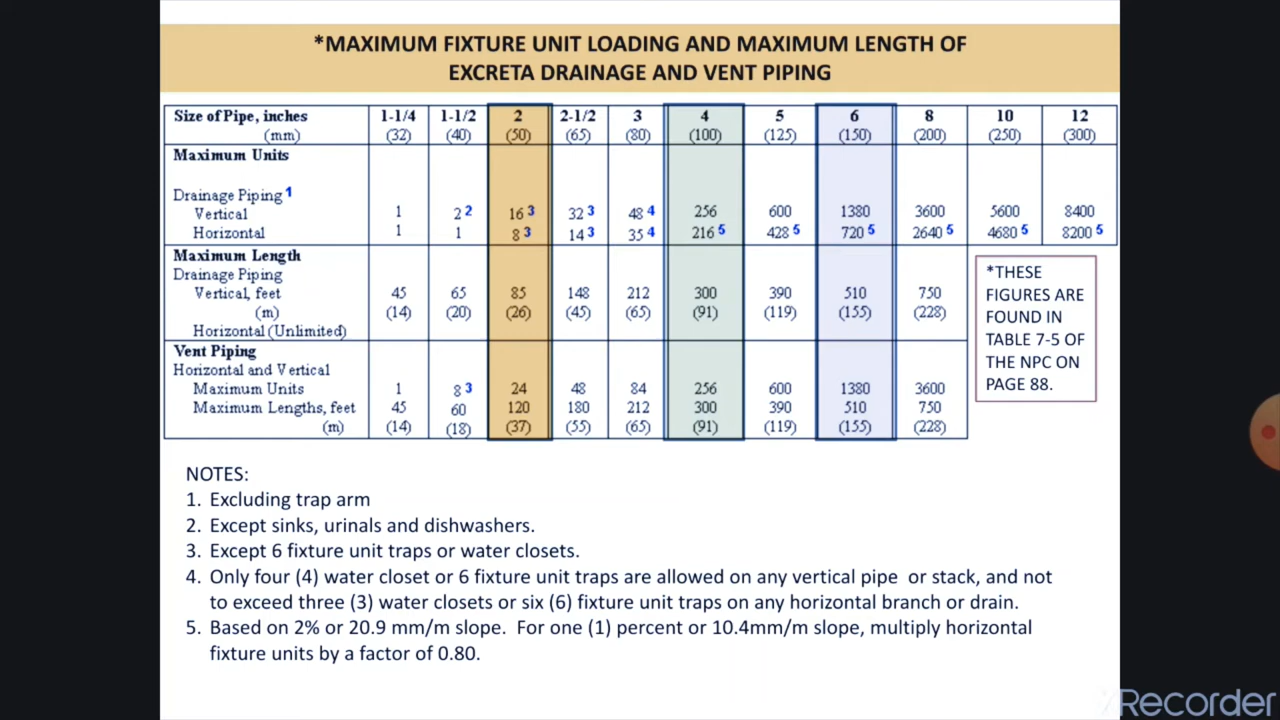 *MAXIMUM FIXTURE UNIT LOADING AND MAXIMUM LENGTH OF
EXCRETA DRAINAGE AND VENT PIPING
Size of Pipe, inches 1-1/4 1-1/2 2 2-1/2 3 4 5 6 8 10 12
(mm) (32) (40) (50) (65) (80) (100) (125) (150) (200) (250) (300)
Maximum Units
Drainage Piping 1
Vertical 1 2 2 16 3 32 3 48 4 256 600 1380 3600 5600 8400
Horizontal 1 1 8 3 14 3 35 4 216 5 428 5 720 5 2640 5 4680 5 8200 5
Maximum Length
Drainage Piping
Vertical, feet 45 65 85 148 212 300 390 510 750
(m) (14) (20) (26) (45) (65) (91) (119) (155) (228)
Horizontal (Unlimited)
Vent Piping
Horizontal and Vertical
Maximum Units 1 8 3 24 48 84 256 600 1380 3600
Maximum Lengths, feet 45 60 120 180 212 300 390 510 750
(m) (14) (18) (37) (55) (65) (91) (119) (155) (228)
*THESE
FIGURES ARE
FOUND IN
TABLE 7-5 OF
THE NPC ON
PAGE 88.
NOTES:
1. Excluding trap arm
2. Except sinks, urinals and dishwashers.
3. Except 6 fixture unit traps or water closets.
4. Only four (4) water closet or 6 fixture unit traps are allowed on any vertical pipe or stack, and not
to exceed three (3) water closets or six (6) fixture unit traps on any horizontal branch or drain.
5. Based on 2% or 20.9 mm/m slope. For one (1) percent or 10.4mm/m slope, multiply horizontal
fixture units by a factor of 0.80.
XRecorder